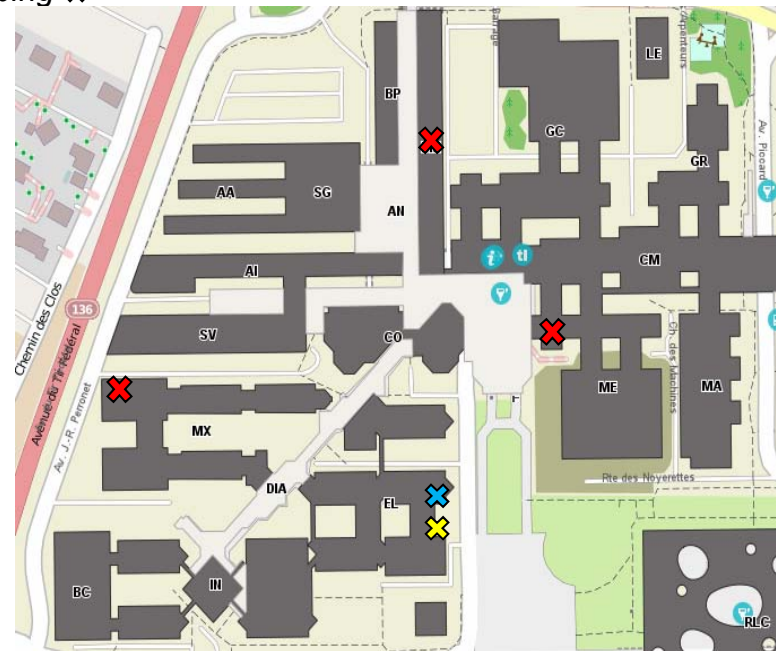 BP
LE
GC
GR
Av. Piccard
AA
SG
AN
i
tl
CM
AI
136
Chemin des Clos
Avenue du Tir-Fédéral
SV
CO
Av. J.-R. Perronet
Ch. des Machines
ME
MA
MX
Rte des Noyerettes
DIA
EL
BC
IN
RLC